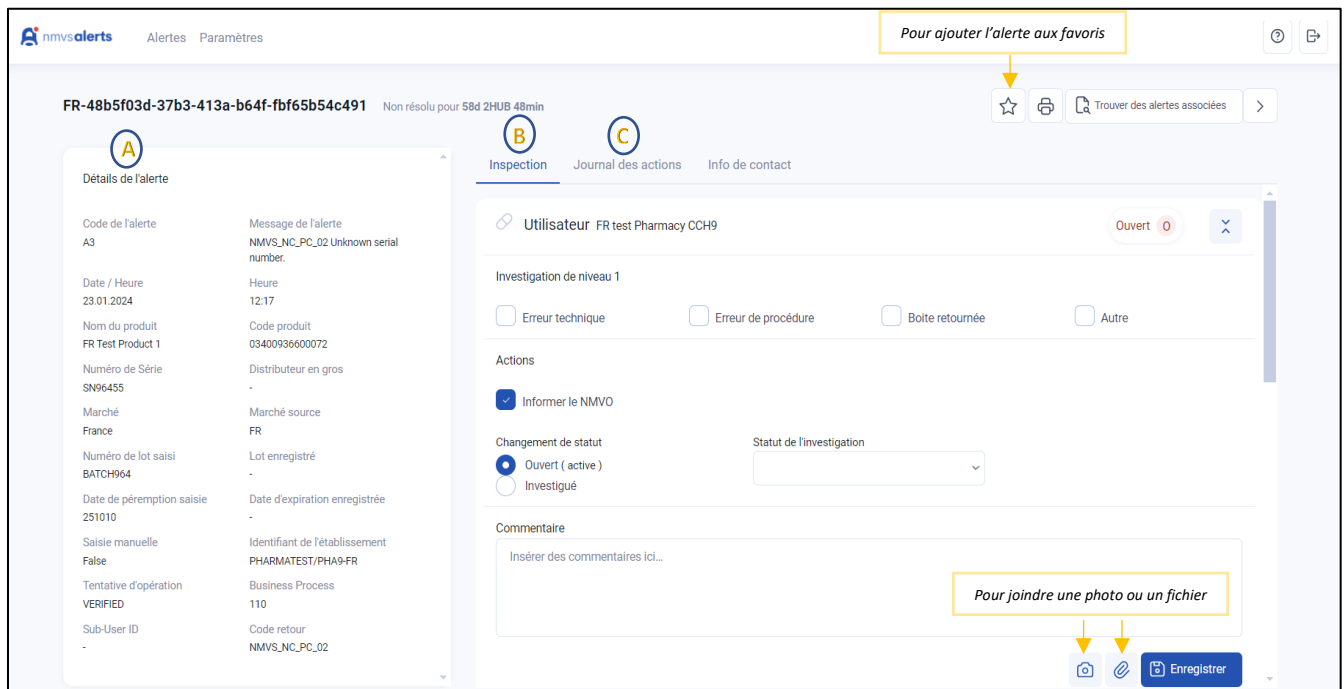 nmvsalerts
Alertes
Paramètres
Pour ajouter l'alerte aux favoris
FR-48b5f03d-37b3-413a-b64f-fbf65b54c491 Non résolu pour 58d 2HUB 48min
Trouver des alertes associées
A
Détails de l'alerte
Code de l'alerte
Message de l'alerte
A3
NMVS_NC_PC_02 Unknown serial
number.
Date / Heure
Heure
23.01.2024
12:17
Nom du produit
Code produit
FR Test Product 1
03400936600072
Numéro de Série
Distributeur en gros
SN96455
-
Marché
Marché source
France
FR
Numéro de lot saisi
Lot enregistré
BATCH964
-
Date de péremption saisie
Date d'expiration enregistrée
251010
-
Saisie manuelle
Identifiant de l'établissement
False
PHARMATEST/PHA9-FR
Tentative d'opération
Business Process
VERIFIED
110
Sub-User ID
Code retour
-
NMVS_NC_PC_02
B
C
Inspection
Journal des actions
Info de contact
Utilisateur FR test Pharmacy CCH9
Ouvert O
Investigation de niveau 1
Erreur technique
Erreur de procédure
Boite retournée
Autre
Actions
Informer le NMVO
Changement de statut
Statut de l'investigation
Ouvert ( active )
Investigué
Commentaire
Insérer des commentaires ici...
Pour joindre une photo ou un fichier
Enregistrer